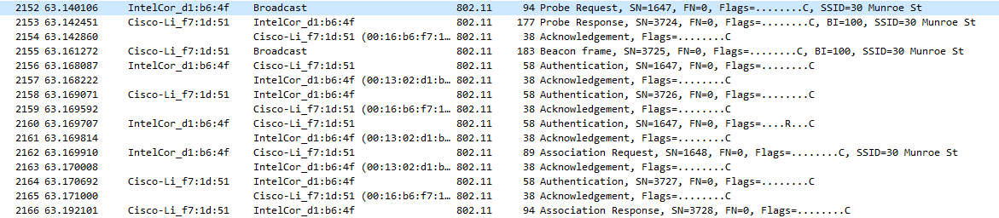 2152 63.140106 IntelCor_d1:b6:4f Broadcast 802.11 94 Probe Request, SN=1647, FN=0, Flags=........C, SSID=30 Munroe St
2153 63.142451 Cisco-Li_f7:1d:51 IntelCor_d1:b6:4f 802.11 177 Probe Response, SN=3724, FN=0, Flags=........C, BI=100, SSID=30 Munroe St
2154 63.142860 Cisco-Li_f7:1d:51 (00:16:b6:f7:1… 802.11 38 Acknowledgement, Flags=........C
2155 63.161272 Cisco-Li_f7:1d:51 Broadcast 802.11 183 Beacon frame, SN=3725, FN=0, Flags=........C, BI=100, SSID=30 Munroe St
2156 63.168087 IntelCor_d1:b6:4f Cisco-Li_f7:1d:51 802.11 58 Authentication, SN=1647, FN=0, Flags=........C
2157 63.168222 IntelCor_d1:b6:4f (00:13:02:d1:b… 802.11 38 Acknowledgement, Flags=........C
2158 63.169071 Cisco-Li_f7:1d:51 IntelCor_d1:b6:4f 802.11 58 Authentication, SN=3726, FN=0, Flags=........C
2159 63.169592 Cisco-Li_f7:1d:51 (00:16:b6:f7:1… 802.11 38 Acknowledgement, Flags=........C
2160 63.169707 IntelCor_d1:b6:4f Cisco-Li_f7:1d:51 802.11 58 Authentication, SN=1647, FN=0, Flags=....R...C
2161 63.169814 IntelCor_d1:b6:4f (00:13:02:d1:b… 802.11 38 Acknowledgement, Flags=........C
2162 63.169910 IntelCor_d1:b6:4f Cisco-Li_f7:1d:51 802.11 89 Association Request, SN=1648, FN=0, Flags=........C, SSID=30 Munroe St
2163 63.170008 IntelCor_d1:b6:4f (00:13:02:d1:b… 802.11 38 Acknowledgement, Flags=........C
2164 63.170692 Cisco-Li_f7:1d:51 IntelCor_d1:b6:4f 802.11 58 Authentication, SN=3727, FN=0, Flags=........C
2165 63.171000 Cisco-Li_f7:1d:51 (00:16:b6:f7:1… 802.11 38 Acknowledgement, Flags=........C
2166 63.192101 Cisco-Li_f7:1d:51 IntelCor_d1:b6:4f 802.11 94 Association Response, SN=3728, FN=0, Flags=........C